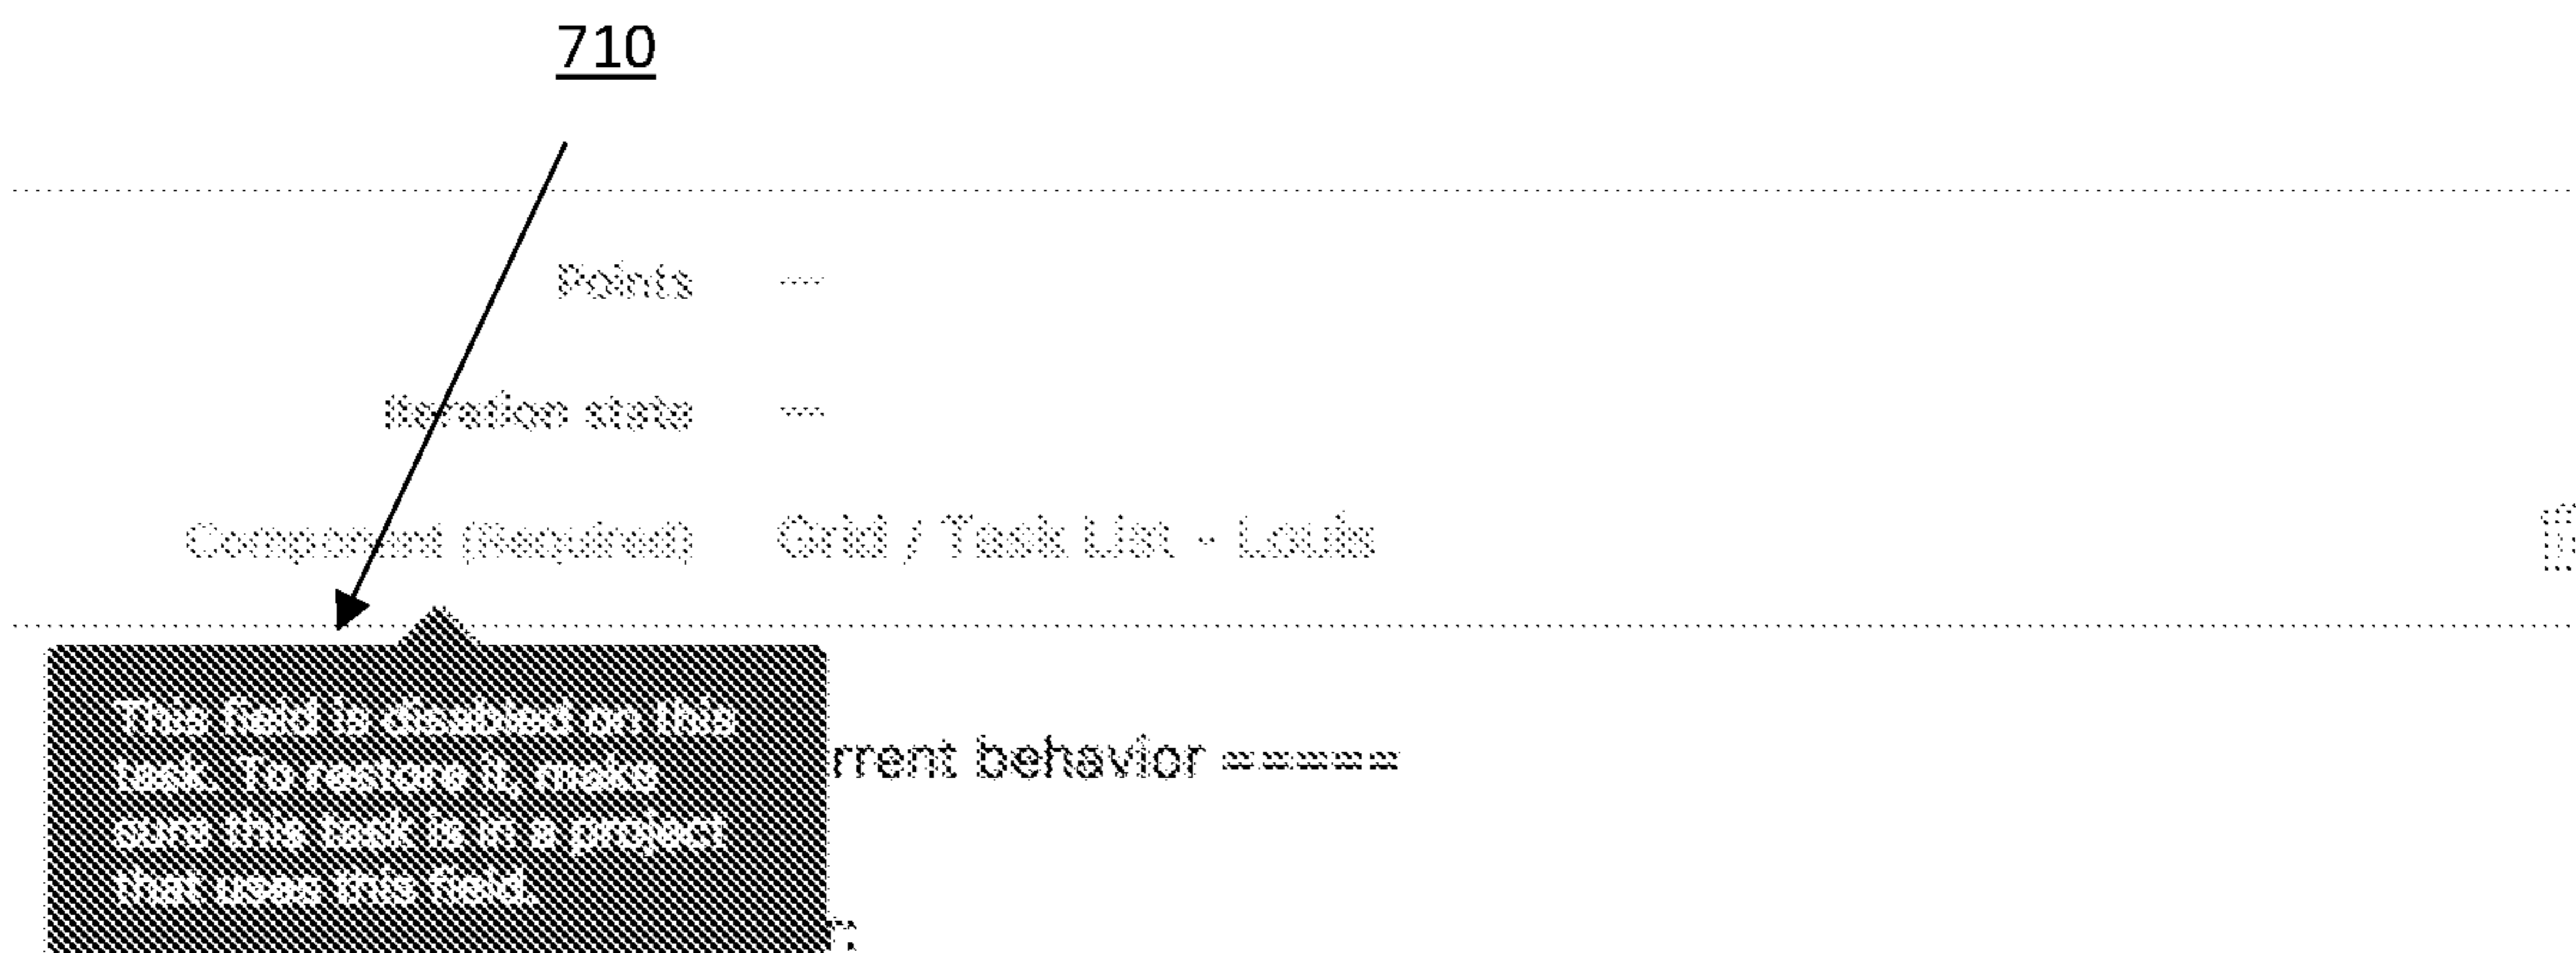 710
Points —
Iteration state —
Component (Required) Grid / Task List - Louis
This field is disabled on this
task. To restore it, make
sure this task is in a project
that uses this field.
rrent behavior =====